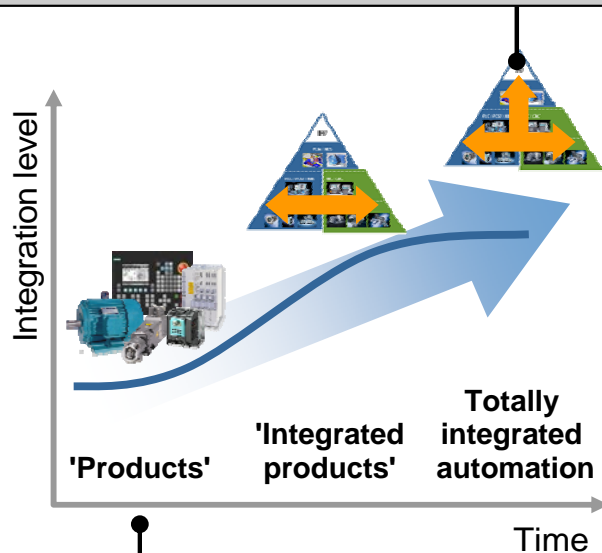 Integration level
'Products'
'Integrated
products'
Totally
integrated
automation
Time